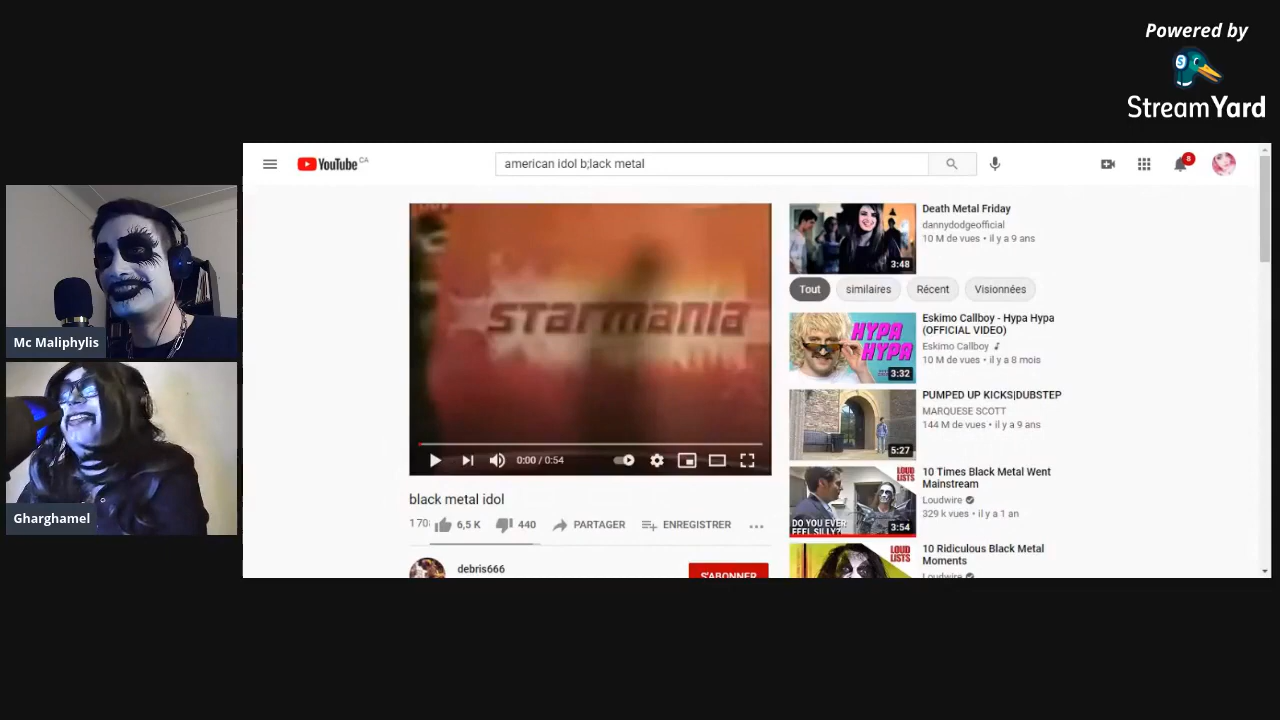 Powered by
StreamYard
YouTube CA
american idol b;lack metal
8
Mc Maliphylis
Gharghamel
starmania
0:00 / 0:54
black metal idol
6,5 K
440
PARTAGER
ENREGISTRER
debris666
S'ABONNER
Death Metal Friday
dannydodgeofficial
10 M de vues • il y a 9 ans
3:48
Tout
similaires
Récent
Visionnées
Eskimo Callboy - Hypa Hypa
(OFFICIAL VIDEO)
Eskimo Callboy
10 M de vues • il y a 8 mois
HYPA
HYPA
3:32
PUMPED UP KICKS|DUBSTEP
MARQUESE SCOTT
144 M de vues • il y a 9 ans
5:27
10 Times Black Metal Went
Mainstream
Loudwire
329 k vues • il y a 1 an
LOUD
LISTS
DO YOU EVER
FEEL SILLY?
3:54
10 Ridiculous Black Metal
Moments
Loudwire
LOUD
LISTS